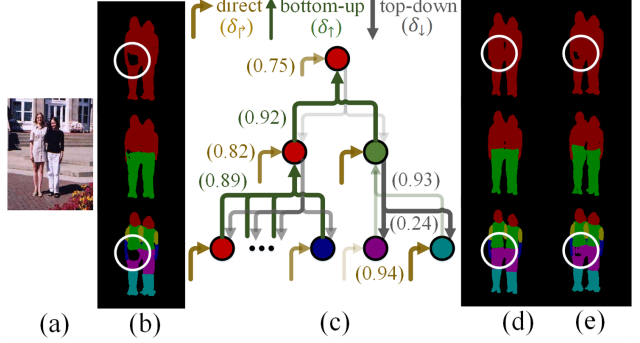 direct bottom-up top-down
(δ↱) (δ↑) (δ↓)
(0.75)
(0.92)
(0.82)
(0.89) (0.93)
(0.24)
(0.94)
(a) (b) (c) (d) (e)